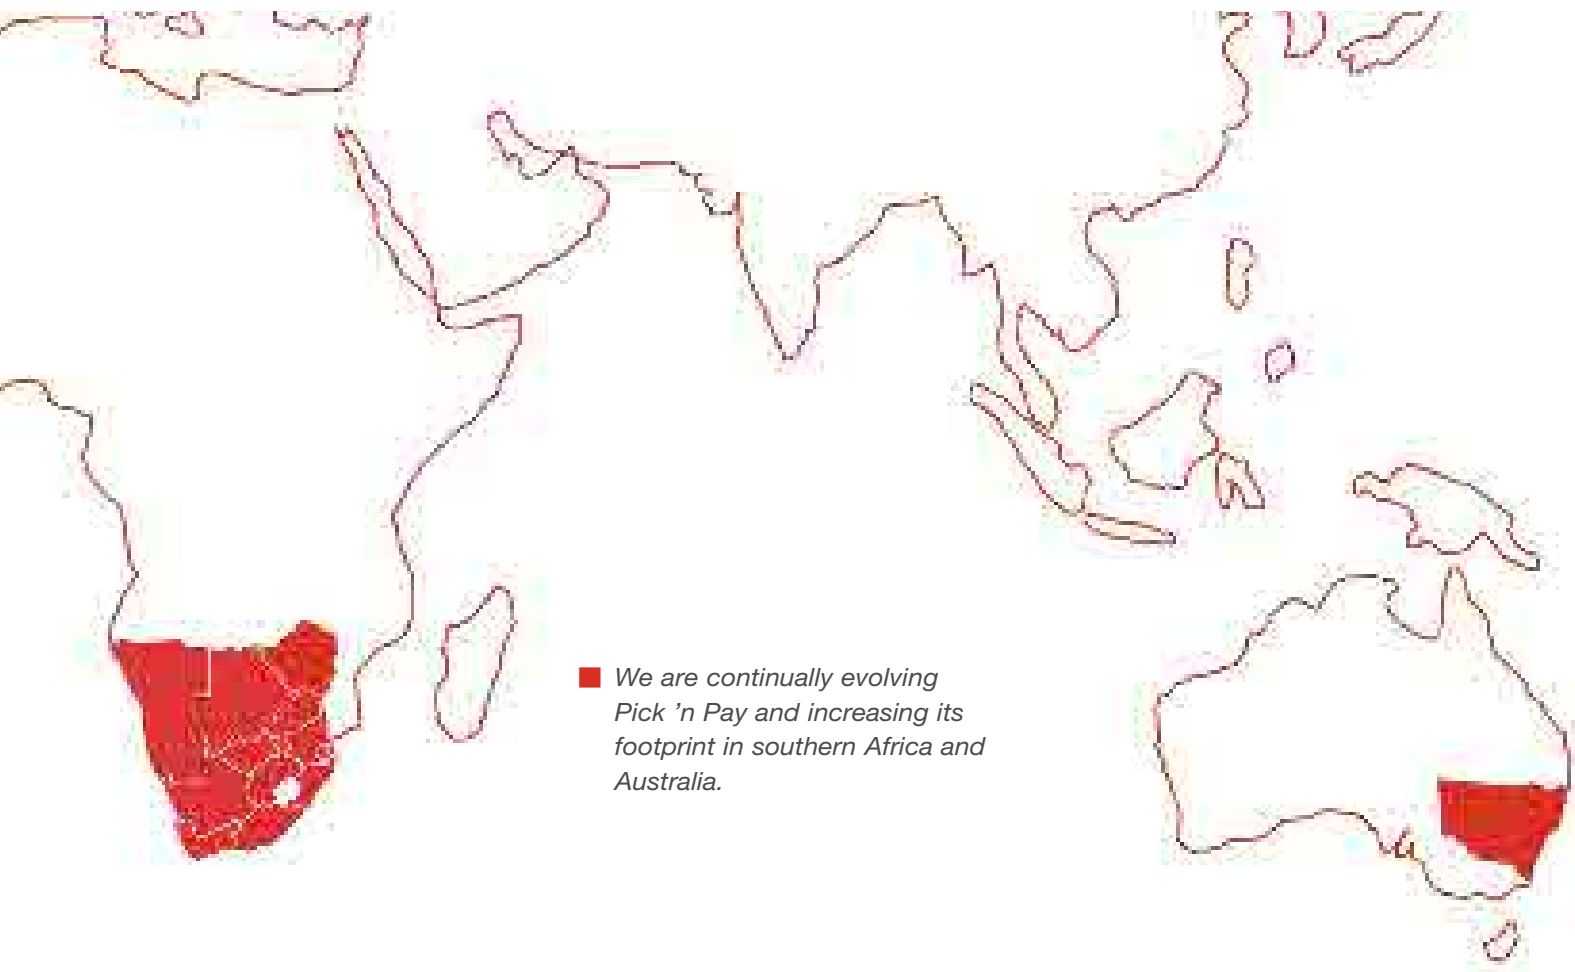 We are continually evolving
Pick ’n Pay and increasing its
footprint in southern Africa and
Australia.